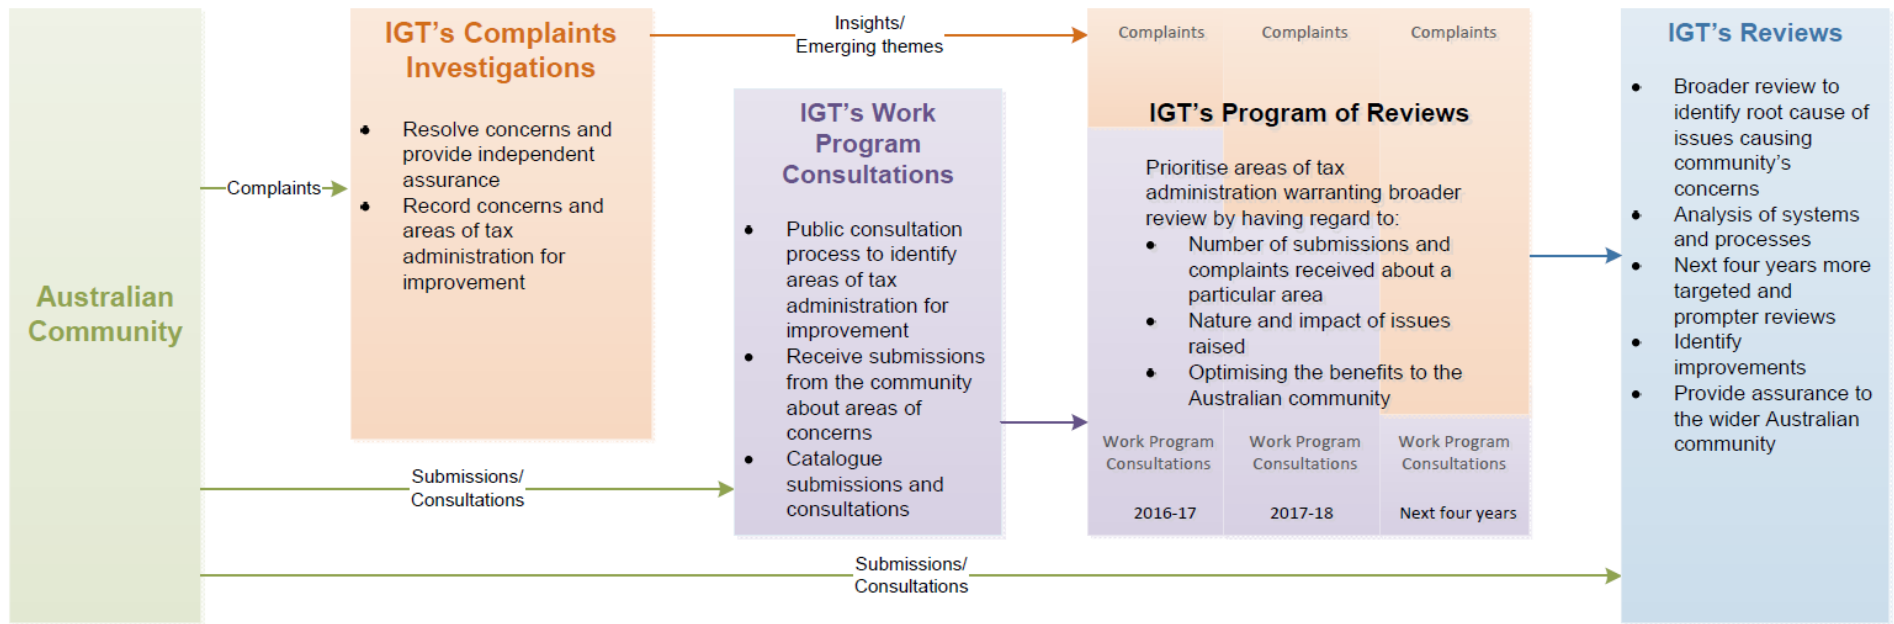 Australian
Community
Complaints
Submissions/
Consultations
Submissions/
Consultations
IGT’s Complaints
Investigations
● Resolve concerns and
provide independent
assurance
● Record concerns and
areas of tax
administration for
improvement
Insights/
Emerging themes
IGT’s Work
Program
Consultations
● Public consultation
process to identify
areas of tax
administration for
improvement
● Receive submissions
from the community
about areas of
concerns
● Catalogue
submissions and
consultations
Complaints Complaints Complaints
IGT’s Program of Reviews
Prioritise areas of tax
administration warranting broader
review by having regard to:
● Number of submissions and
complaints received about a
particular area
● Nature and impact of issues
raised
● Optimising the benefits to the
Australian community
Work Program Work Program Work Program
Consultations Consultations Consultations
2016-17 2017-18 Next four years
IGT’s Reviews
● Broader review to
identify root cause of
issues causing
community’s
concerns
● Analysis of systems
and processes
● Next four years more
targeted and
prompter reviews
● Identify
improvements
● Provide assurance to
the wider Australian
community